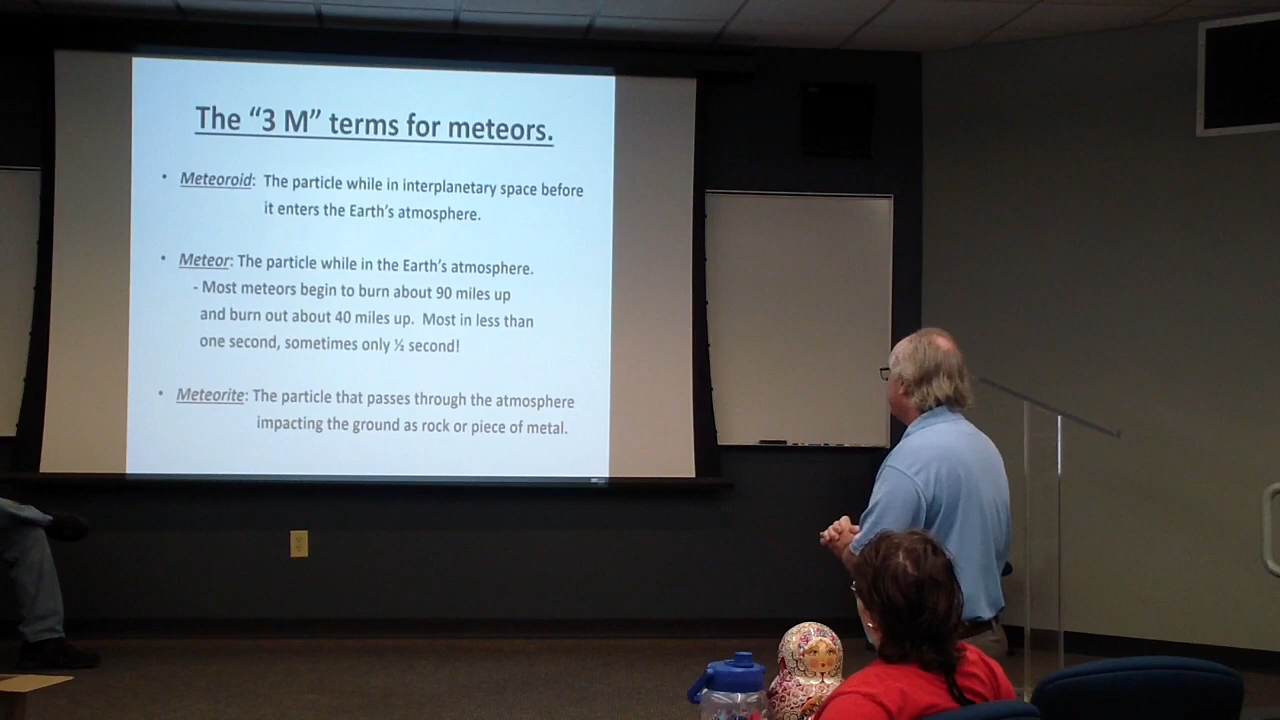 The “3 M” terms for meteors.
• Meteoroid: The particle while in interplanetary space before
it enters the Earth’s atmosphere.
• Meteor: The particle while in the Earth’s atmosphere.
- Most meteors begin to burn about 90 miles up
and burn out about 40 miles up. Most in less than
one second, sometimes only ½ second!
• Meteorite: The particle that passes through the atmosphere
impacting the ground as rock or piece of metal.